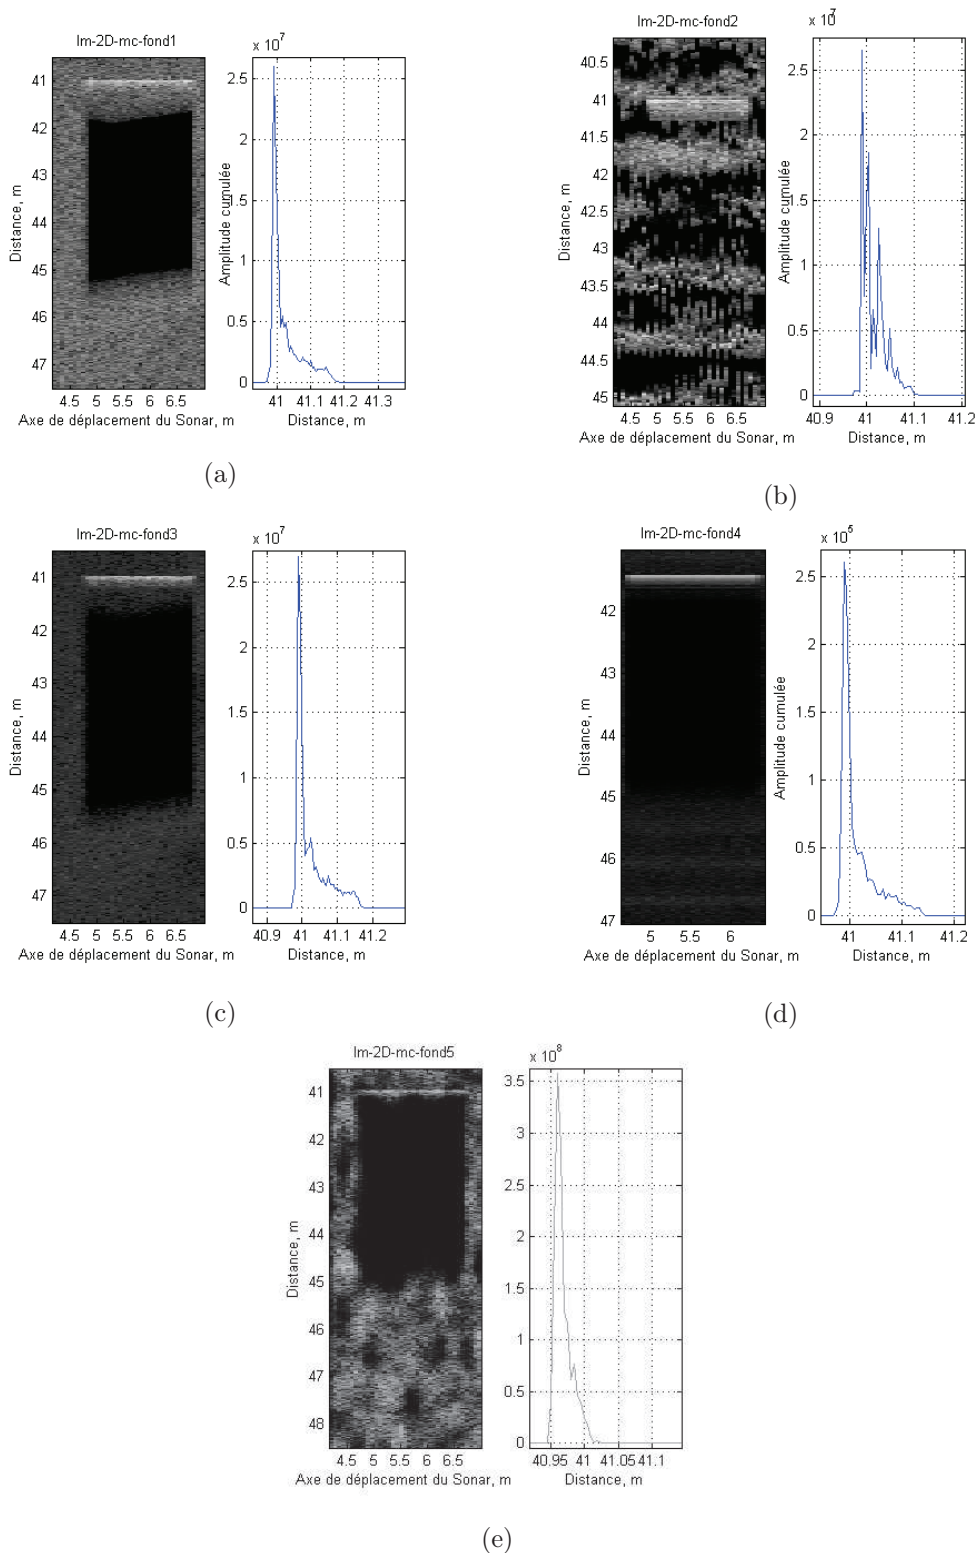 Im-2D-mc-fond1
x 10^7
41
42
43
44
45
46
47
Distance, m
4.5 5 5.5 6 6.5
Axe de déplacement du Sonar, m
2.5
2
1.5
1
0.5
0
Amplitude cumulée
41 41.1 41.2 41.3
Distance, m
(a)
Im-2D-mc-fond2
x 10^7
40.5
41
41.5
42
42.5
43
43.5
44
44.5
45
Distance, m
4.5 5 5.5 6 6.5
Axe de déplacement du Sonar, m
2.5
2
1.5
1
0.5
0
40.9 41 41.1 41.2
Distance, m
(b)
Im-2D-mc-fond3
x 10^7
41
42
43
44
45
46
47
Distance, m
4.5 5 5.5 6 6.5
Axe de déplacement du Sonar, m
2.5
2
1.5
1
0.5
0
40.9 41 41.1 41.2
Distance, m
(c)
Im-2D-mc-fond4
x 10^5
42
43
44
45
46
47
Distance, m
5 5.5 6
Axe de déplacement du Sonar, m
2.5
2
1.5
1
0.5
0
Amplitude cumulée
41 41.1 41.2
Distance, m
(d)
Im-2D-mc-fond5
x 10^8
41
42
43
44
45
46
47
48
Distance, m
4.5 5 5.5 6 6.5
Axe de déplacement du Sonar, m
3.5
3
2.5
2
1.5
1
0.5
0
40.95 41 41.05 41.1
Distance, m
(e)